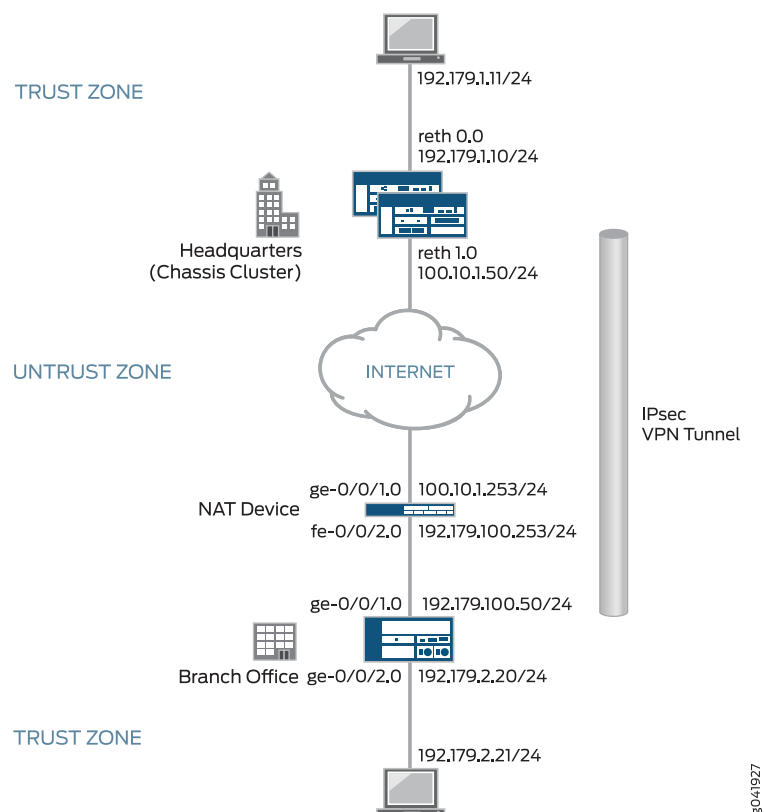 TRUST ZONE
192.179.1.11/24
reth 0.0
192.179.1.10/24
Headquarters
(Chassis Cluster)
reth 1.0
100.10.1.50/24
UNTRUST ZONE
INTERNET
IPsec
VPN Tunnel
ge-0/0/1.0 100.10.1.253/24
NAT Device
fe-0/0/2.0 192.179.100.253/24
ge-0/0/1.0 192.179.100.50/24
Branch Office ge-0/0/2.0 192.179.2.20/24
TRUST ZONE
192.179.2.21/24
g041927